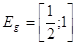 E_g = [1/2; 1]